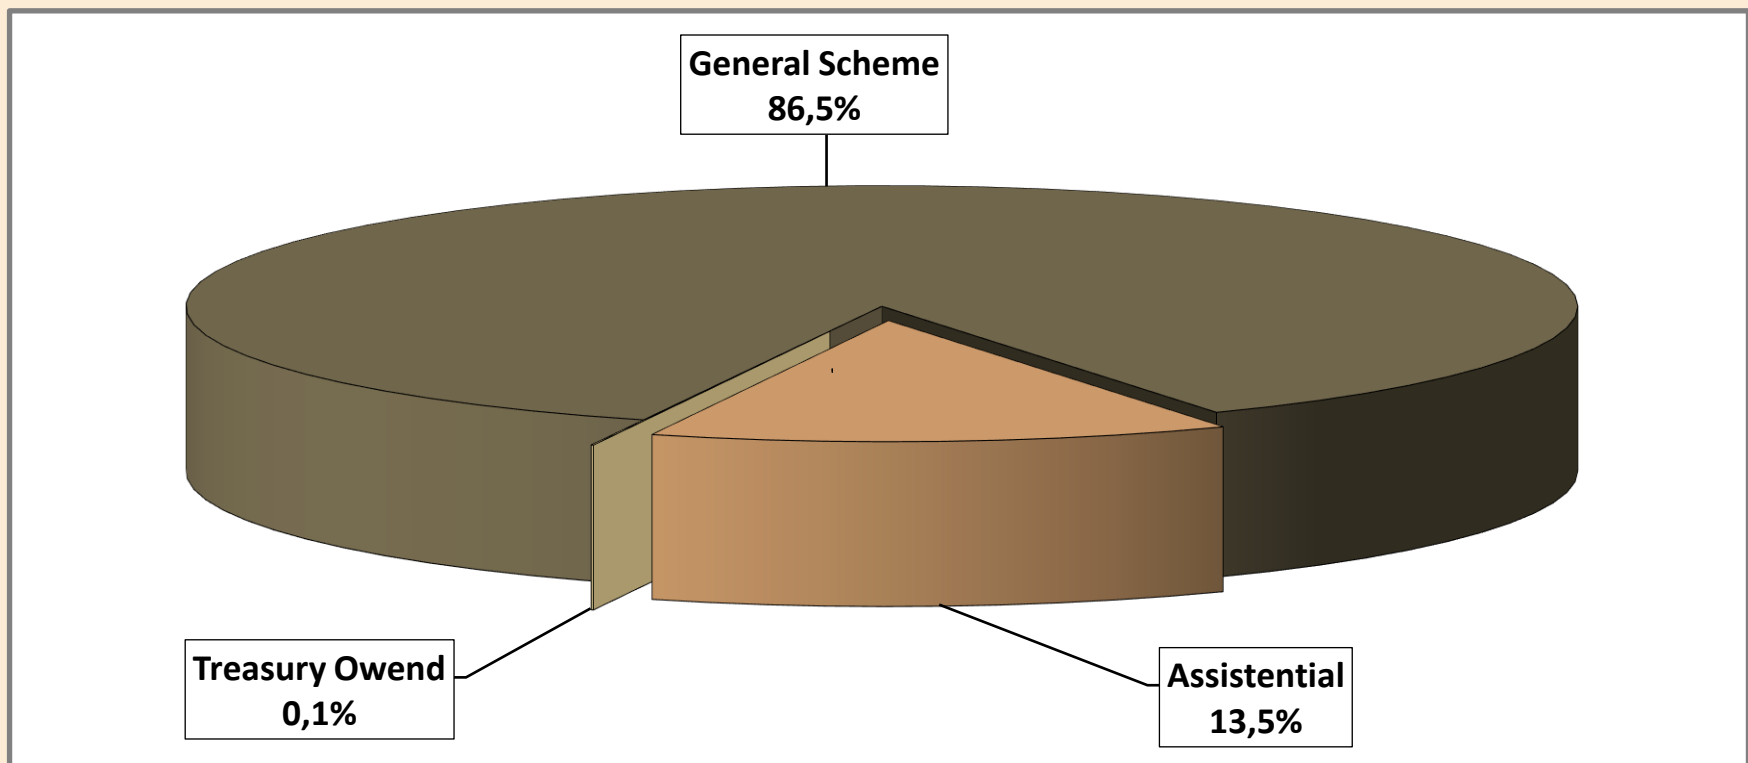 General Scheme
86,5%
Treasury Owend
0,1%
Assistential
13,5%